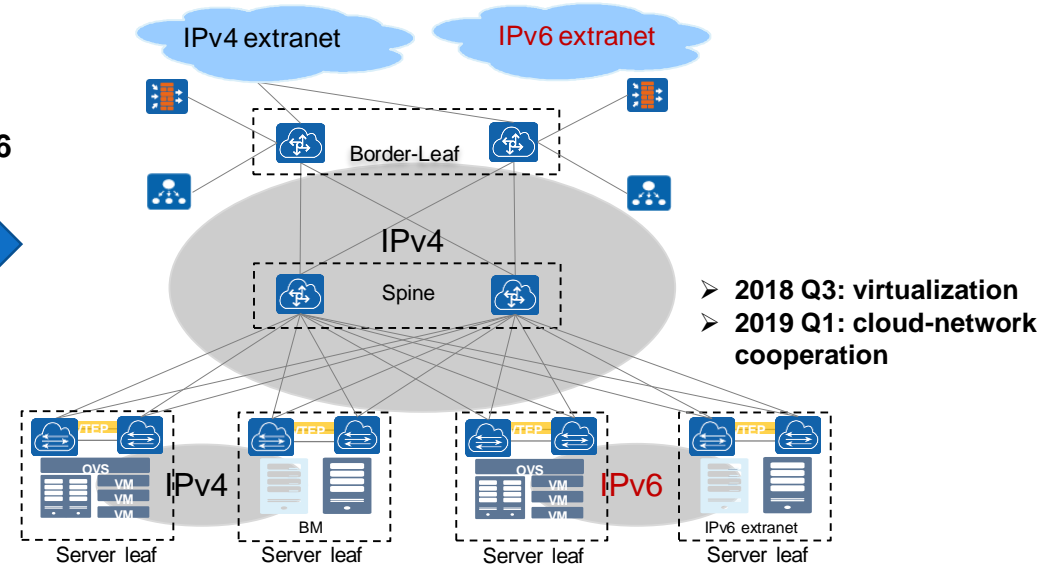 IPv4 extranet
IPv6 extranet
6
Border-Leaf
IPv4
Spine
➢ 2018 Q3: virtualization
➢ 2019 Q1: cloud-network
cooperation
VTEP
VTEP
VTEP
VTEP
OVS
VM
VM
VM
IPv4
BM
OVS
VM
VM
VM
IPv6
IPv6 extranet
Server leaf
Server leaf
Server leaf
Server leaf